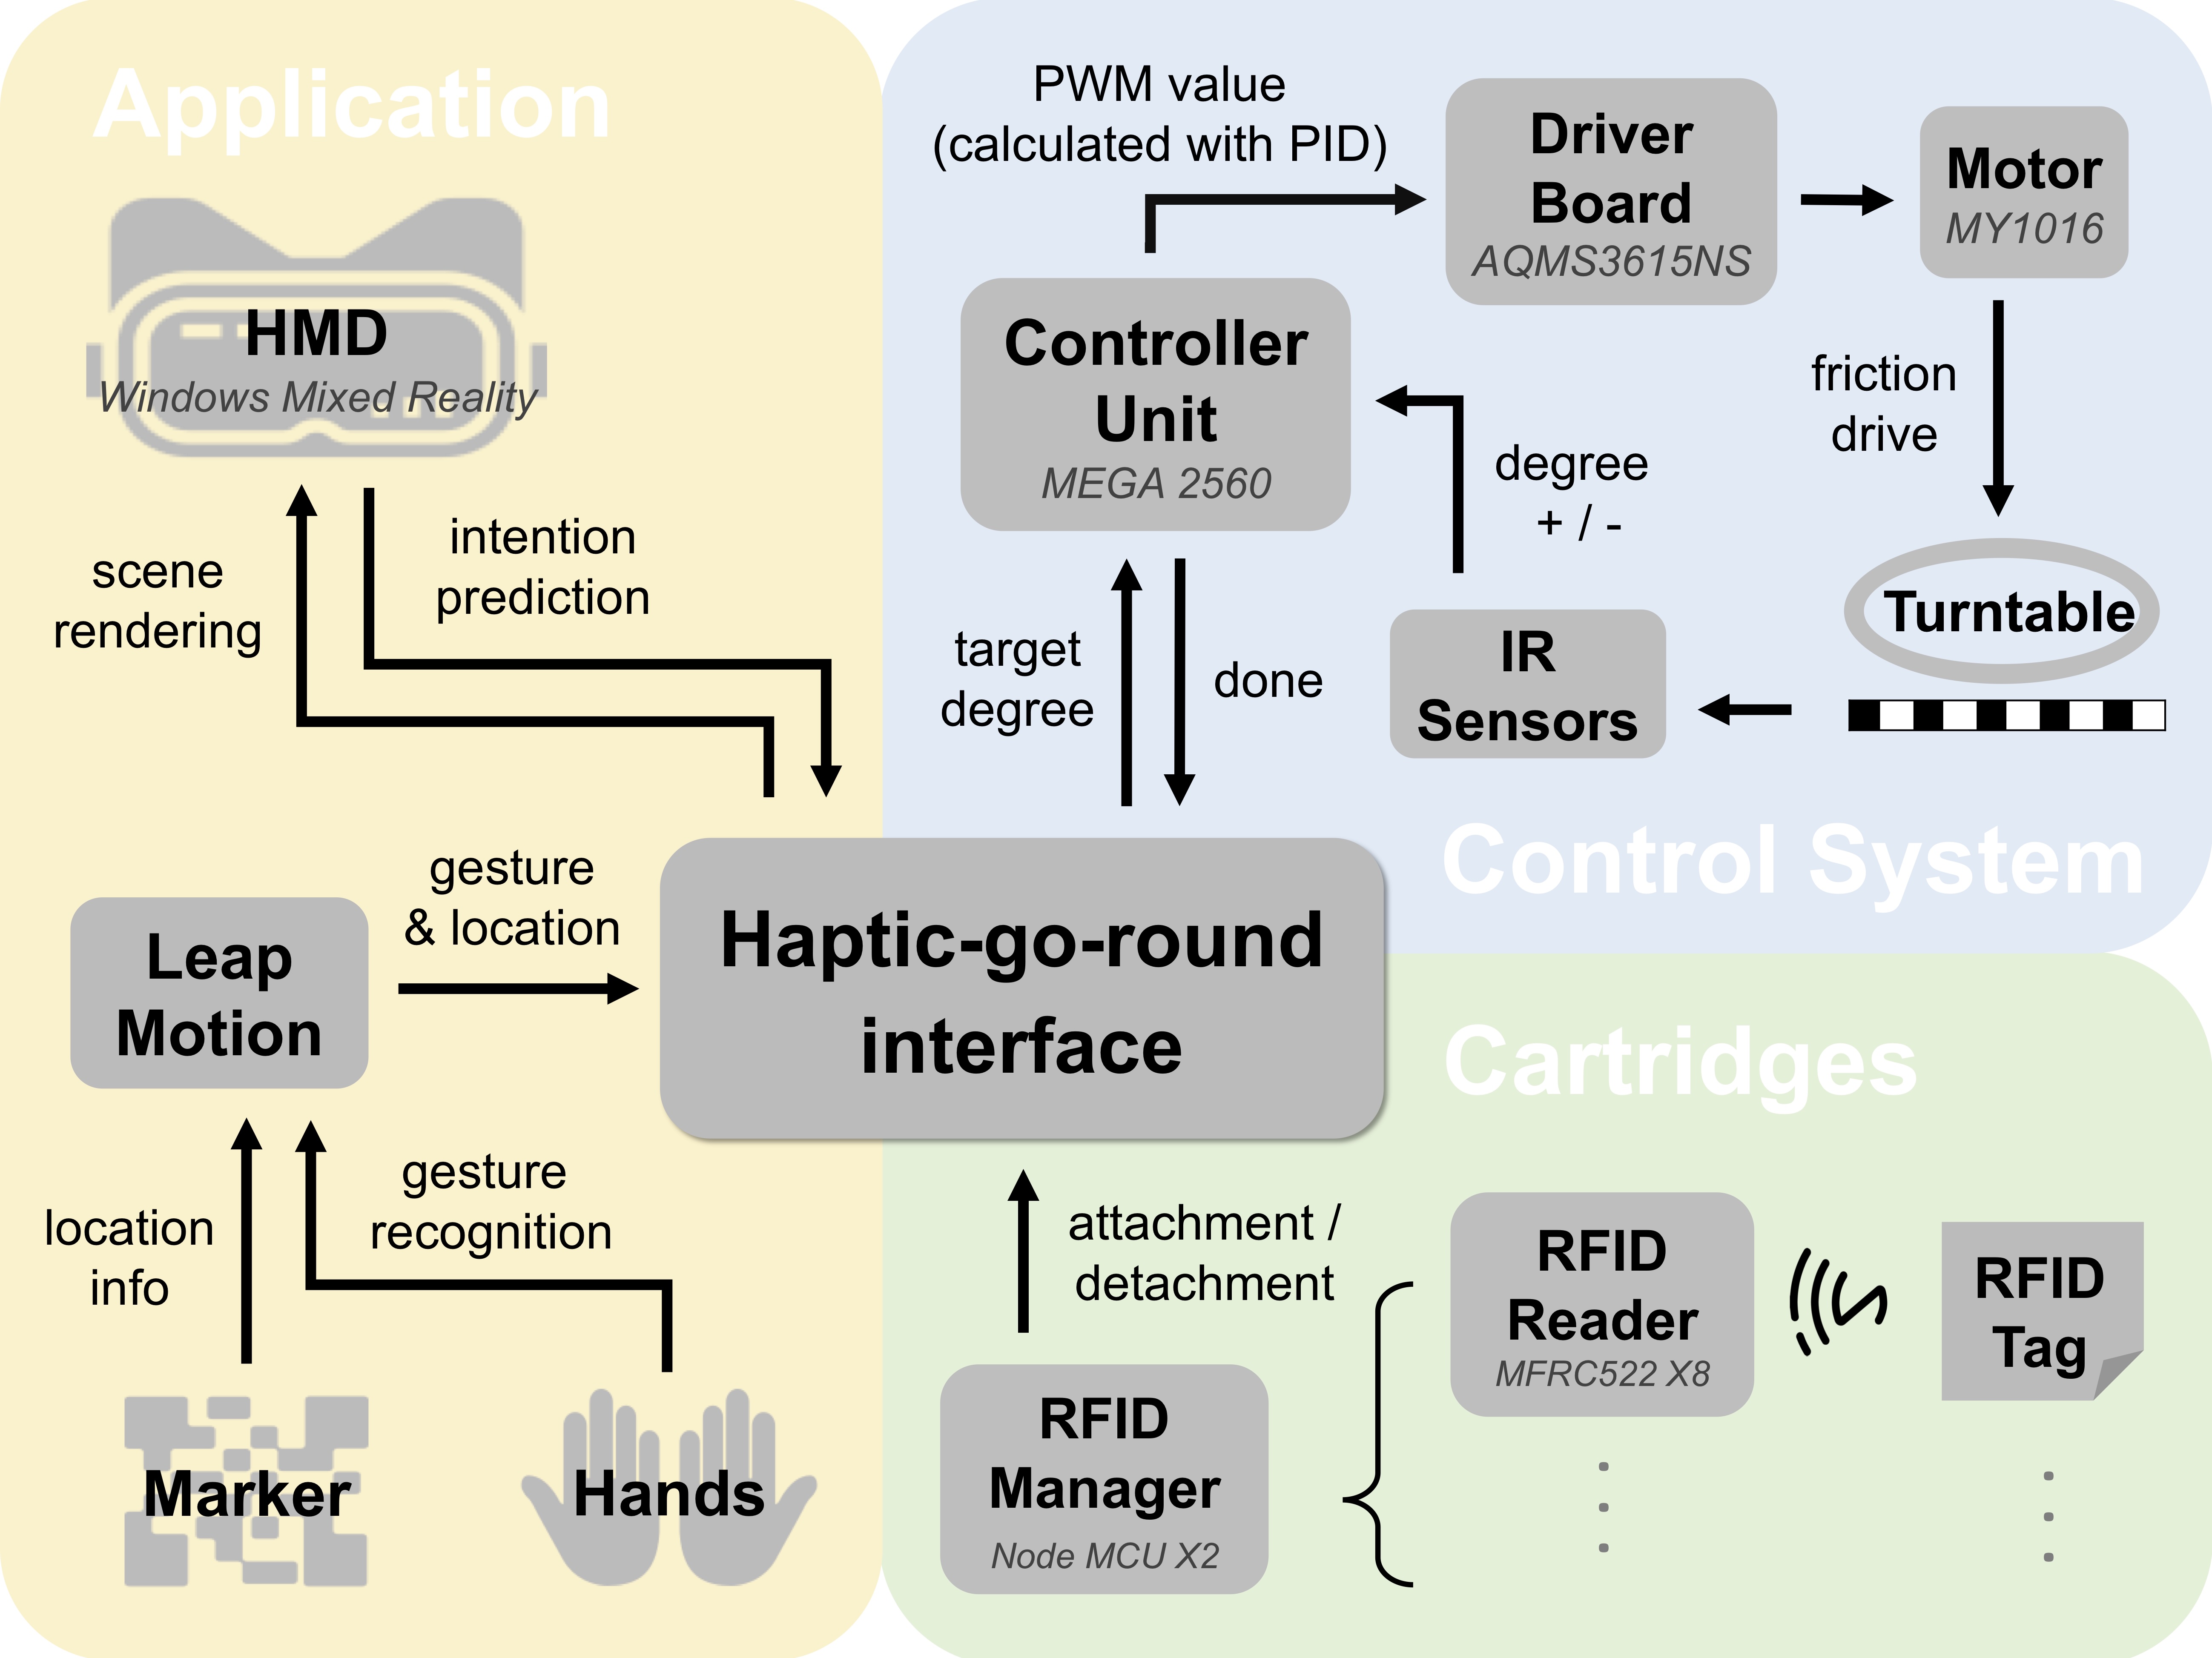 Application
HMD
Windows Mixed Reality
scene
rendering
intention
prediction
Leap
Motion
gesture
& location
location
info
gesture
recognition
Marker
Hands
Haptic-go-round
interface
PWM value
(calculated with PID)
Driver
Board
AQMS3615NS
Motor
MY1016
Controller
Unit
MEGA 2560
friction
drive
degree
+ / -
target
degree
done
IR
Sensors
Turntable
Control System
Cartridges
attachment /
detachment
RFID
Manager
Node MCU X2
RFID
Reader
MFRC522 X8
RFID
Tag